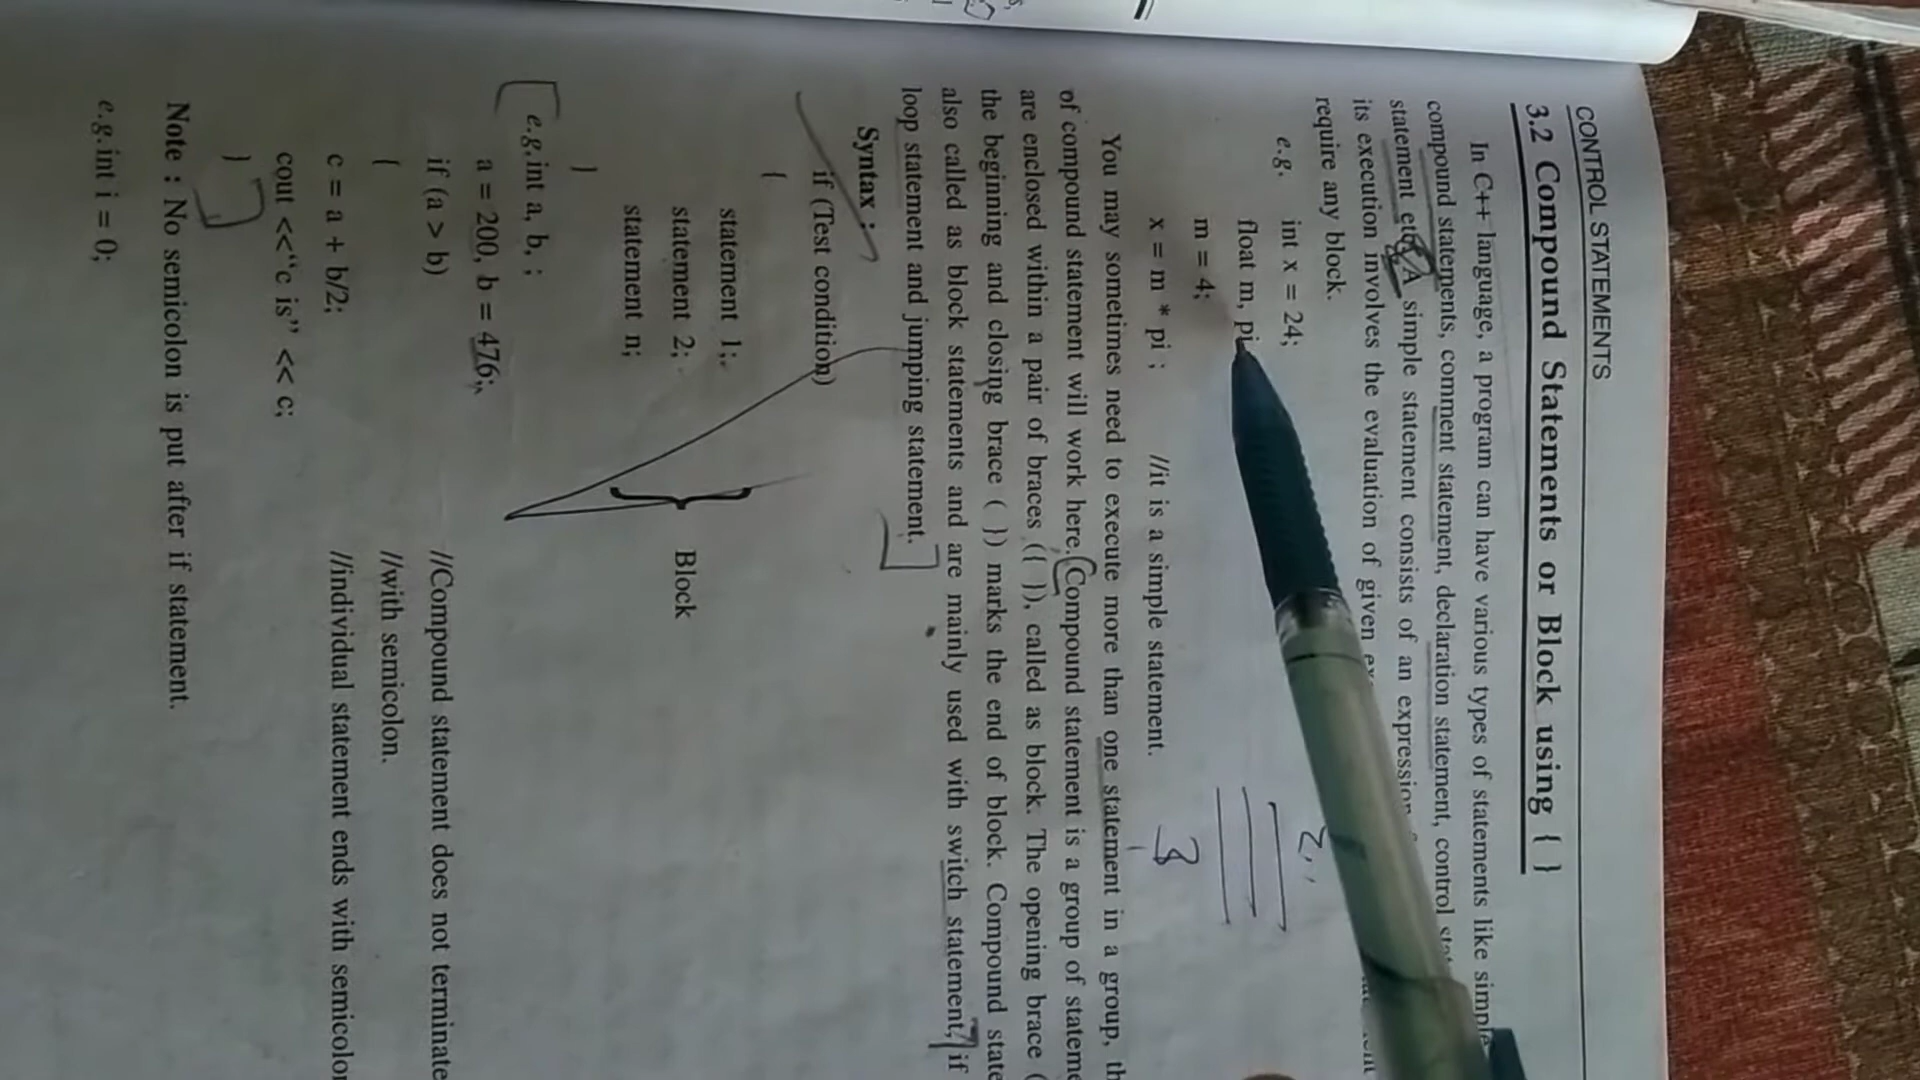 CONTROL STATEMENTS
3.2 Compound Statements or Block using { }
In C++ language, a program can have various types of statements like simple
compound statements, comment statement, declaration statement, control
statement etc. A simple statement consists of an expression
its execution involves the evaluation of given
require any block.
e.g. int x = 24;
float m, pi
m = 4;
x = m * pi ; //it is a simple statement.
You may sometimes need to execute more than one statement in a group, th
of compound statement will work here. Compound statement is a group of stateme
are enclosed within a pair of braces ({ }), called as block. The opening brace (
the beginning and closing brace ( }) marks the end of block. Compound state
also called as block statements and are mainly used with switch statement, if
loop statement and jumping statement.
Syntax :
if (Test condition)
{
statement 1;
statement 2;
statement n;
Block
}
e.g. int a, b, ;
a = 200, b = 476;
if (a > b) //Compound statement does not terminate
{ //with semicolon.
c = a + b/2; //individual statement ends with semicolon
cout <<"c is" << c;
}
Note : No semicolon is put after if statement.
e.g. int i = 0;